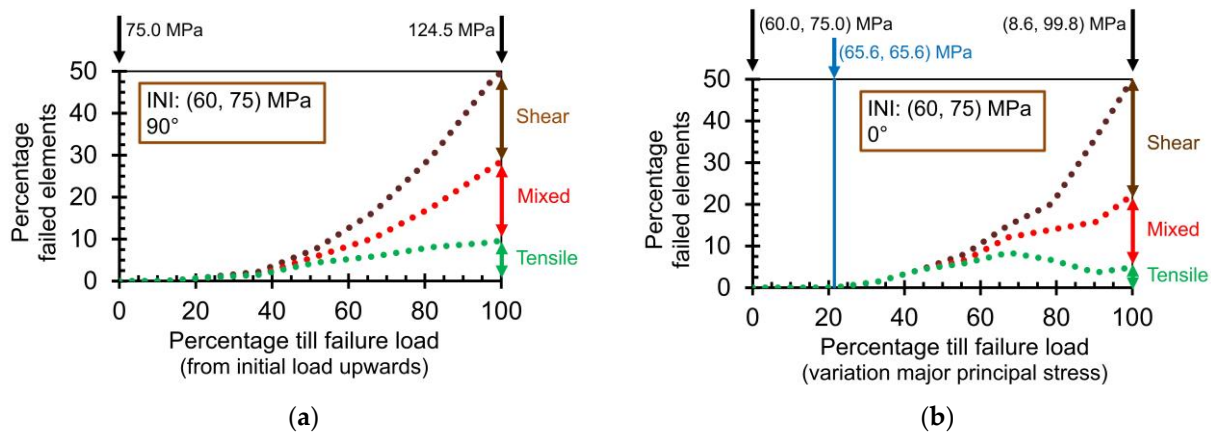 75.0 MPa
124.5 MPa
50
40
30
20
10
0
Percentage
failed elements
INI: (60, 75) MPa
90°
Shear
Mixed
Tensile
0 20 40 60 80 100
Percentage till failure load
(from initial load upwards)
(a)
(60.0, 75.0) MPa
(8.6, 99.8) MPa
(65.6, 65.6) MPa
50
40
30
20
10
0
Percentage
failed elements
INI: (60, 75) MPa
0°
Shear
Mixed
Tensile
0 20 40 60 80 100
Percentage till failure load
(variation major principal stress)
(b)